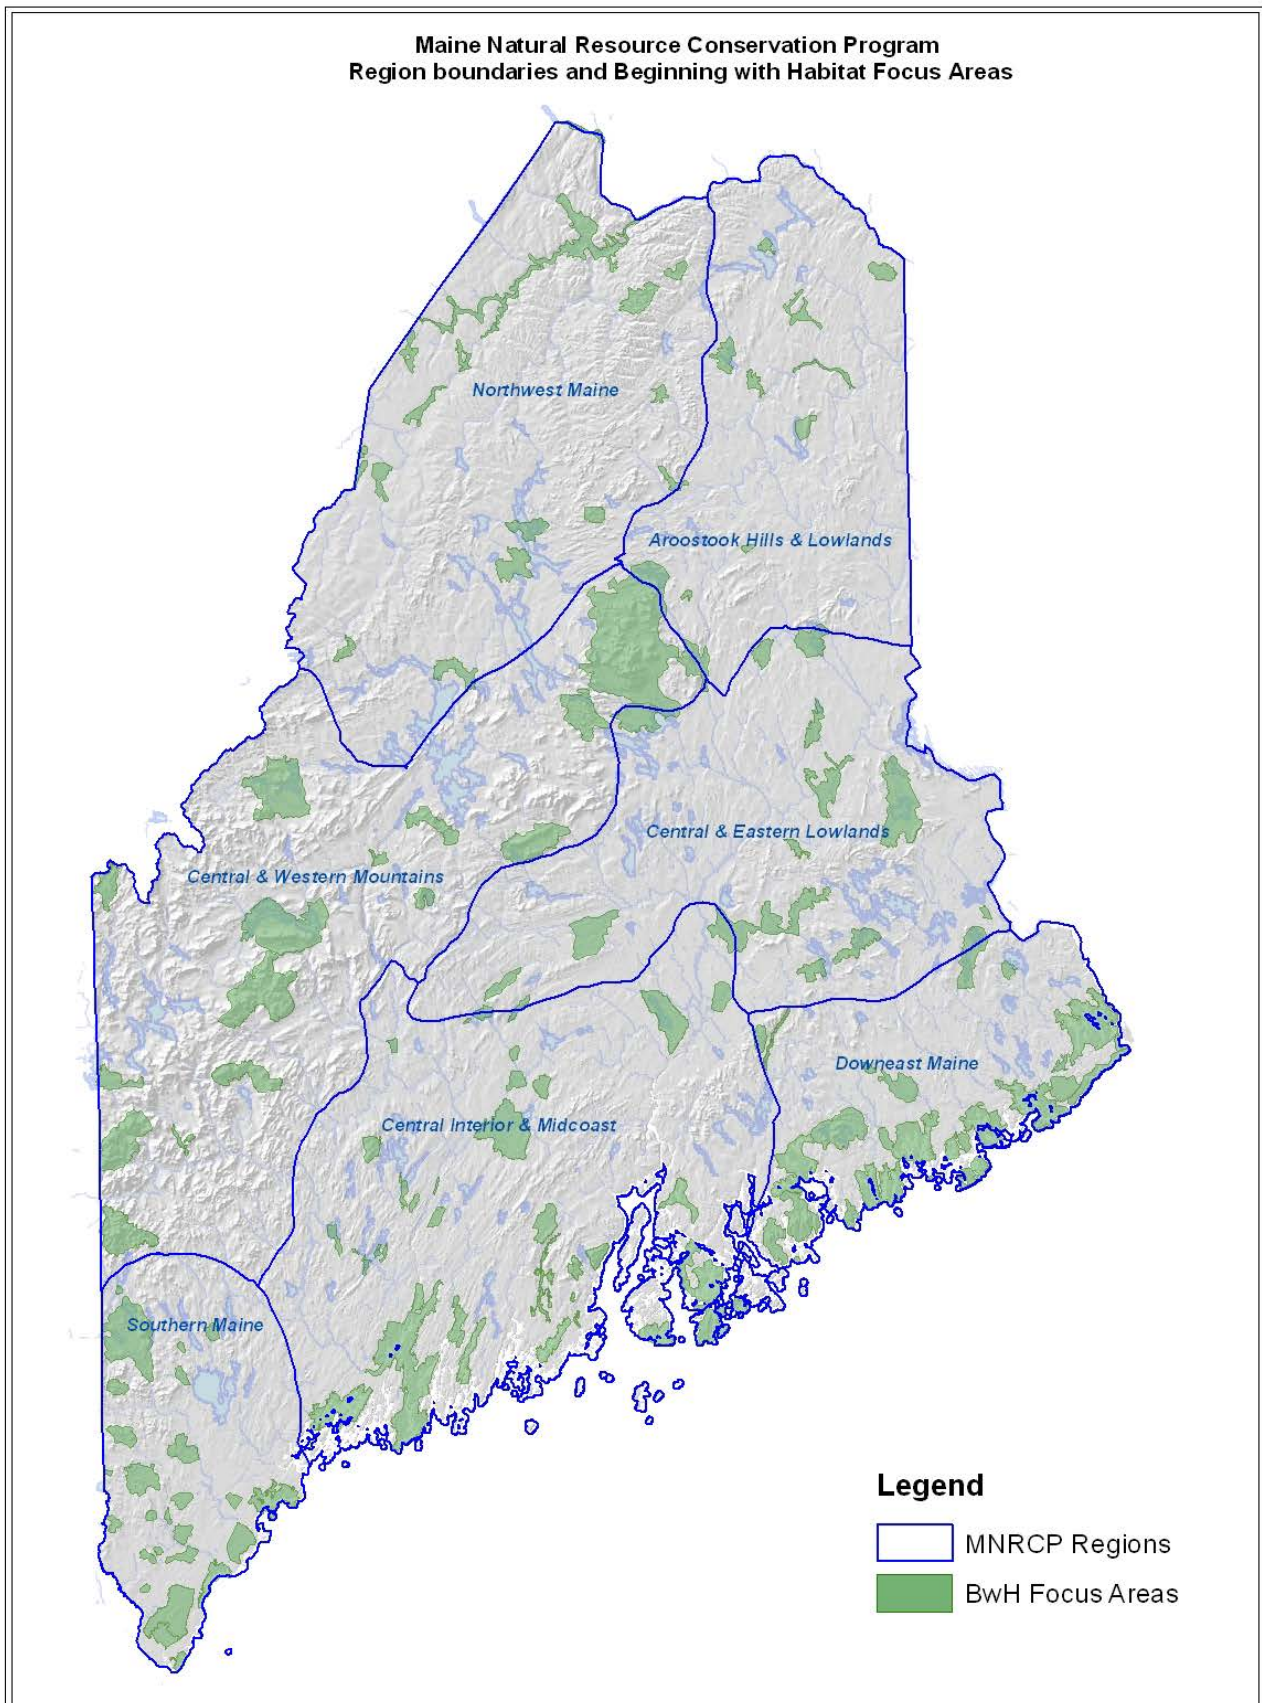 Maine Natural Resource Conservation Program
Region boundaries and Beginning with Habitat Focus Areas
Northwest Maine
Aroostook Hills & Lowlands
Central & Eastern Lowlands
Central & Western Mountains
Downeast Maine
Central Interior & Midcoast
Southern Maine
Legend
MNRCP Regions
BwH Focus Areas